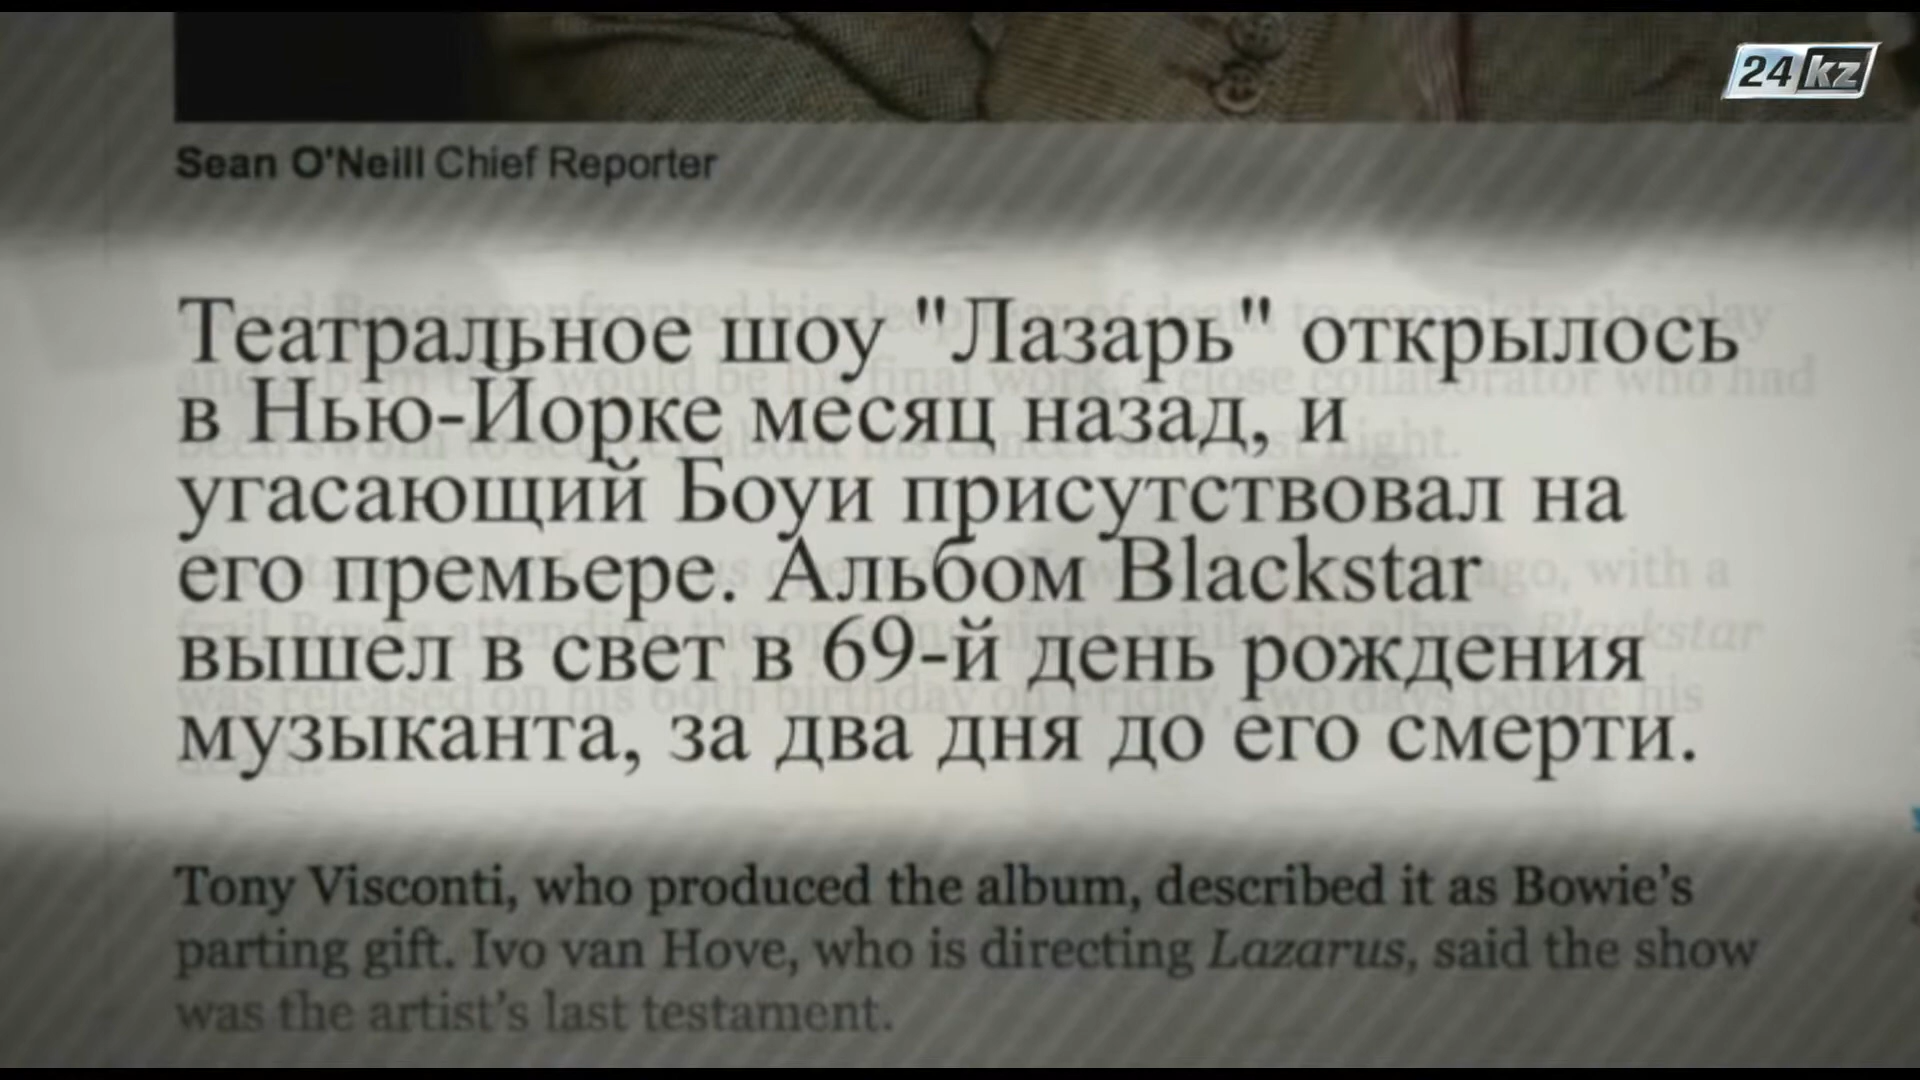 24 kz
Sean O'Neill Chief Reporter
Театральное шоу "Лазарь" открылось
в Нью-Йорке месяц назад, и
угасающий Боуи присутствовал на
его премьере. Альбом Blackstar
вышел в свет в 69-й день рождения
музыканта, за два дня до его смерти.
Tony Visconti, who produced the album, described it as Bowie’s
parting gift. Ivo van Hove, who is directing Lazarus, said the show
was the artist’s last testament.